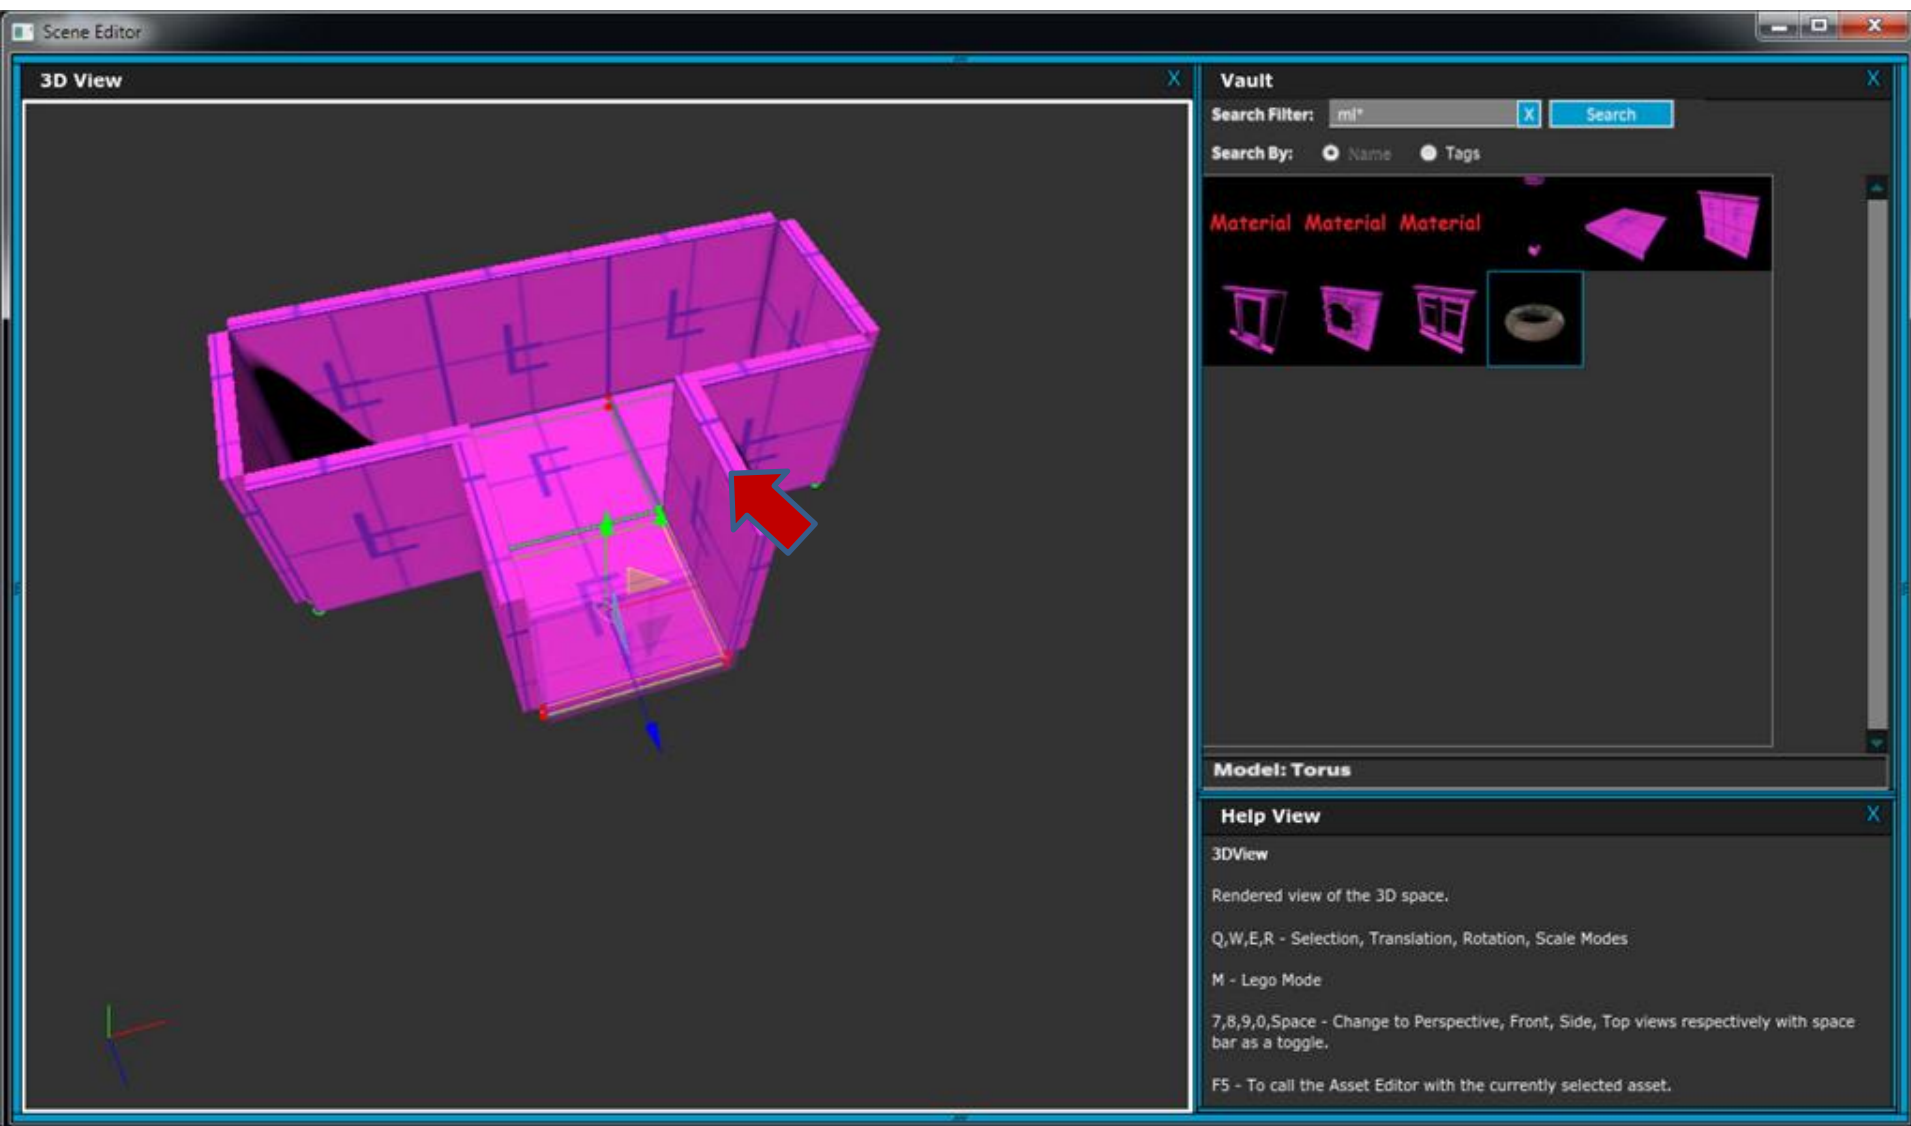 Scene Editor
3D View X
Vault X
Search Filter: ml* X Search
Search By: Name Tags
Material Material Material
Model: Torus
Help View X
3DView
Rendered view of the 3D space.
Q,W,E,R - Selection, Translation, Rotation, Scale Modes
M - Lego Mode
7,8,9,0,Space - Change to Perspective, Front, Side, Top views respectively with space
bar as a toggle.
F5 - To call the Asset Editor with the currently selected asset.